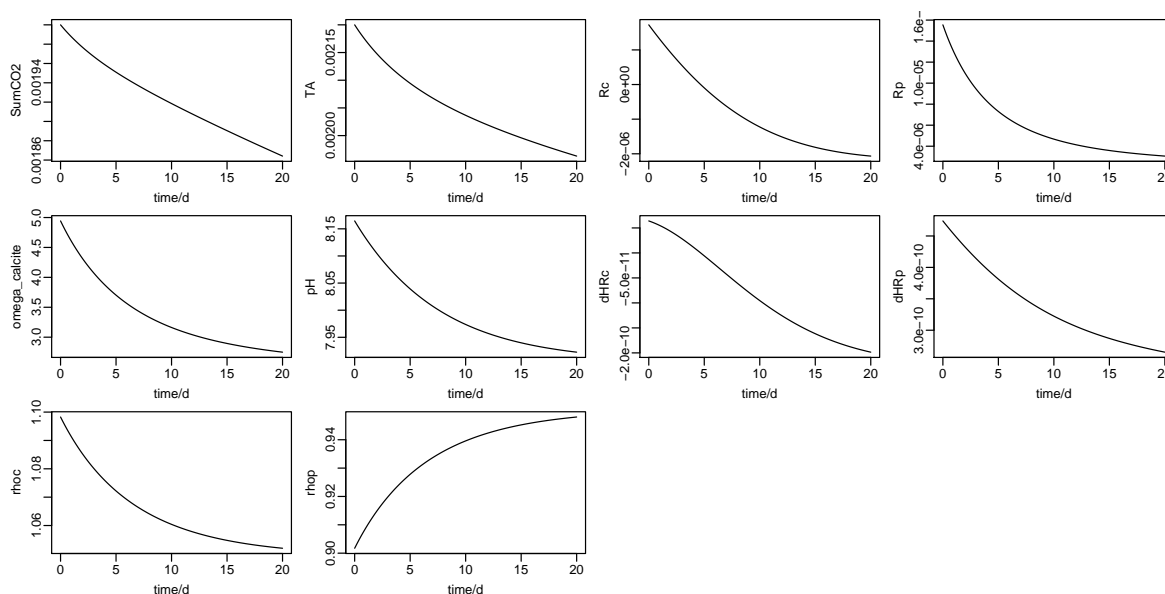 SumCO2
0.00186 0.00194
0 5 10 15 20
time/d
TA
0.00200 0.00215
0 5 10 15 20
time/d
Rc
−2e−06 0e+00
0 5 10 15 20
time/d
Rp
4.0e−06 1.0e−05 1.6e−
0 5 10 15 20
time/d
omega_calcite
3.0 3.5 4.0 4.5 5.0
0 5 10 15 20
time/d
pH
7.95 8.05 8.15
0 5 10 15 20
time/d
dHRc
−2.0e−10 −5.0e−11
0 5 10 15 20
time/d
dHRp
3.0e−10 4.0e−10
0 5 10 15 20
time/d
rhoc
1.06 1.08 1.10
0 5 10 15 20
time/d
rhop
0.90 0.92 0.94
0 5 10 15 20
time/d